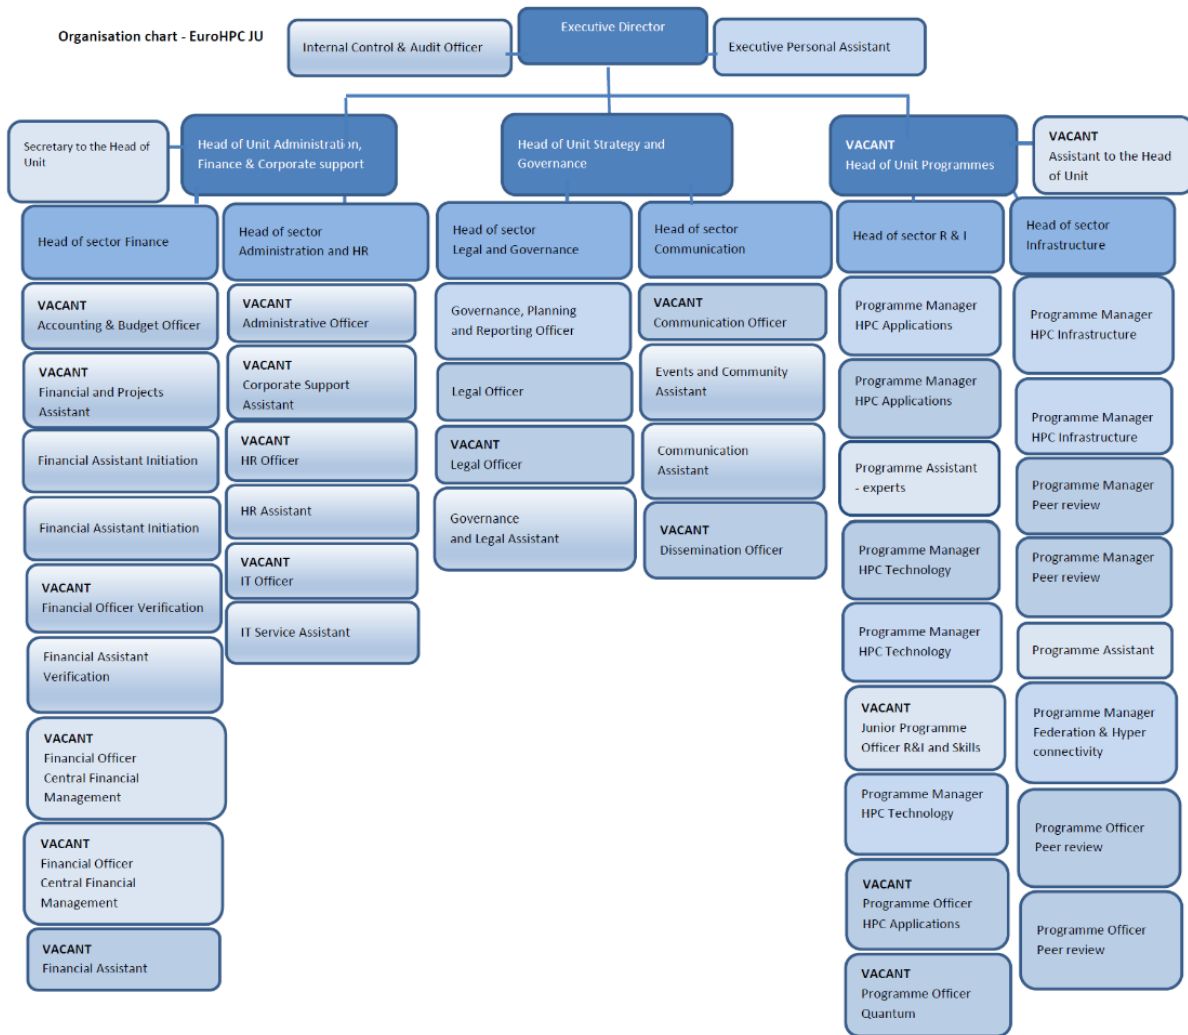 Organisation chart - EuroHPC JU
Internal Control & Audit Officer
Executive Director
Executive Personal Assistant
Secretary to the Head of
Unit
Head of Unit Administration,
Finance & Corporate support
Head of Unit Strategy and
Governance
VACANT
Head of Unit Programmes
VACANT
Assistant to the Head
of Unit
Head of sector Finance
VACANT
Accounting & Budget Officer
VACANT
Financial and Projects
Assistant
Financial Assistant Initiation
Financial Assistant Initiation
VACANT
Financial Officer Verification
Financial Assistant
Verification
VACANT
Financial Officer
Central Financial
Management
VACANT
Financial Officer
Central Financial
Management
VACANT
Financial Assistant
Head of sector
Administration and HR
VACANT
Administrative Officer
VACANT
Corporate Support
Assistant
VACANT
HR Officer
HR Assistant
VACANT
IT Officer
IT Service Assistant
Head of sector
Legal and Governance
Governance, Planning
and Reporting Officer
Legal Officer
VACANT
Legal Officer
Governance
and Legal Assistant
Head of sector
Communication
VACANT
Communication Officer
Events and Community
Assistant
Communication
Assistant
VACANT
Dissemination Officer
Head of sector R & I
Programme Manager
HPC Applications
Programme Manager
HPC Applications
Programme Assistant
- experts
Programme Manager
HPC Technology
Programme Manager
HPC Technology
VACANT
Junior Programme
Officer R&I and Skills
Programme Manager
HPC Technology
VACANT
Programme Officer
HPC Applications
VACANT
Programme Officer
Quantum
Head of sector
Infrastructure
Programme Manager
HPC Infrastructure
Programme Manager
HPC Infrastructure
Programme Manager
Peer review
Programme Manager
Peer review
Programme Assistant
Programme Manager
Federation & Hyper
connectivity
Programme Officer
Peer review
Programme Officer
Peer review